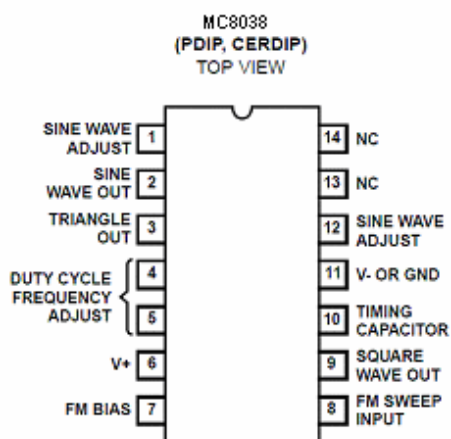 MC8038
(PDIP, CERDIP)
TOP VIEW
SINE WAVE
ADJUST
1
SINE
WAVE OUT
2
TRIANGLE
OUT
3
DUTY CYCLE
FREQUENCY
ADJUST
4
5
V+
6
FM BIAS
7
14
NC
13
NC
12
SINE WAVE
ADJUST
11
V- OR GND
10
TIMING
CAPACITOR
9
SQUARE
WAVE OUT
8
FM SWEEP
INPUT